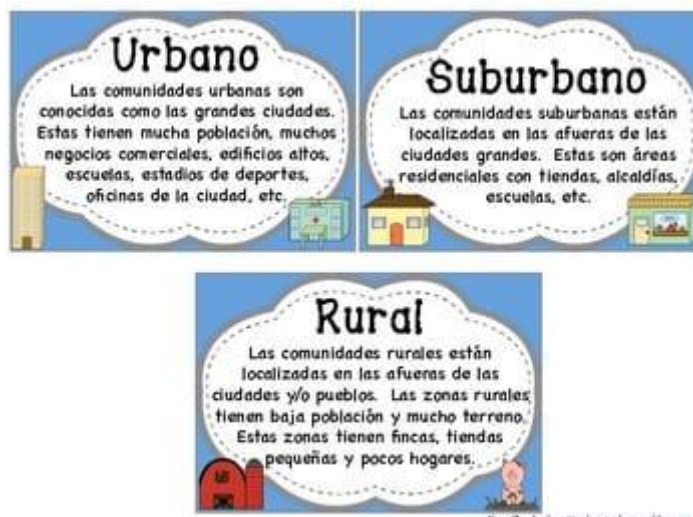 Urbano
Las comunidades urbanas son
conocidas como las grandes ciudades.
Estas tienen mucha población, muchos
negocios comerciales, edificios altos,
escuelas, estadios de deportes,
oficinas de la ciudad, etc.
Suburbano
Las comunidades suburbanas están
localizadas en las afueras de las
ciudades grandes. Estas son áreas
residenciales con tiendas, alcaldías,
escuelas, etc.
Rural
Las comunidades rurales están
localizadas en las afueras de las
ciudades y/o pueblos. Las zonas rurales
tienen baja población y mucho terreno.
Estas zonas tienen fincas, tiendas
pequeñas y pocos hogares.